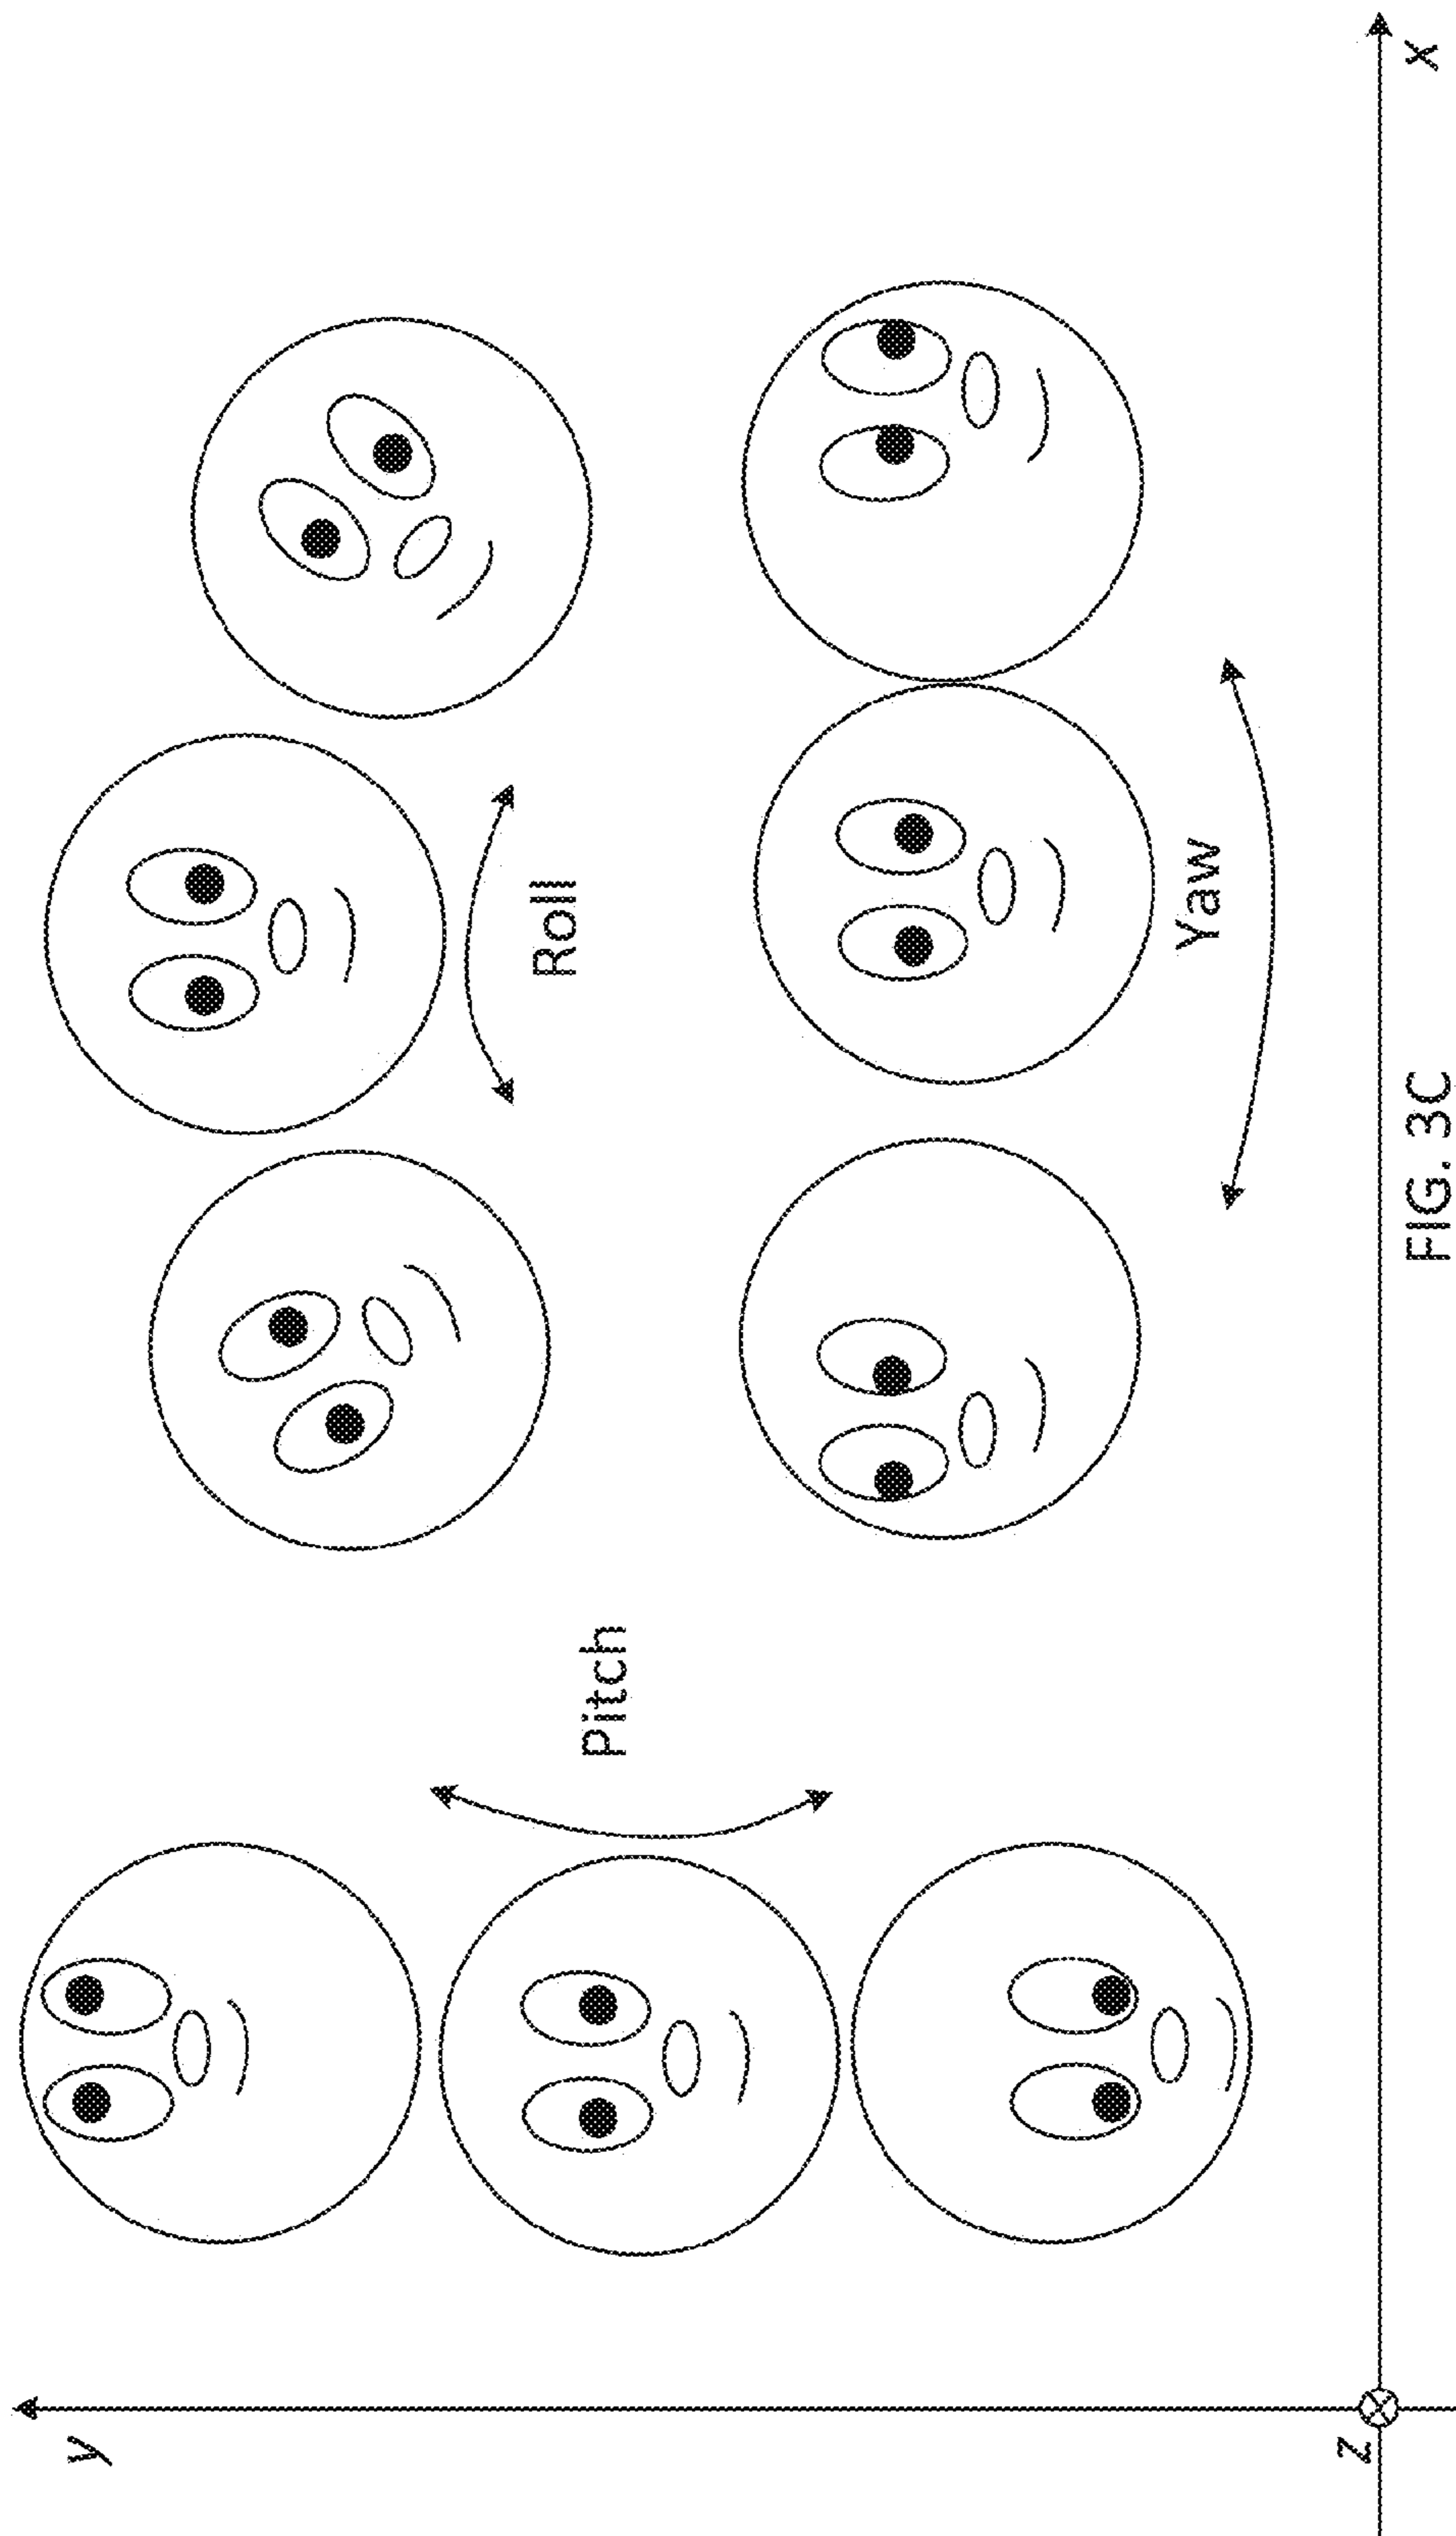 y
Roll
Pitch
Yaw
z
x
FIG. 3C